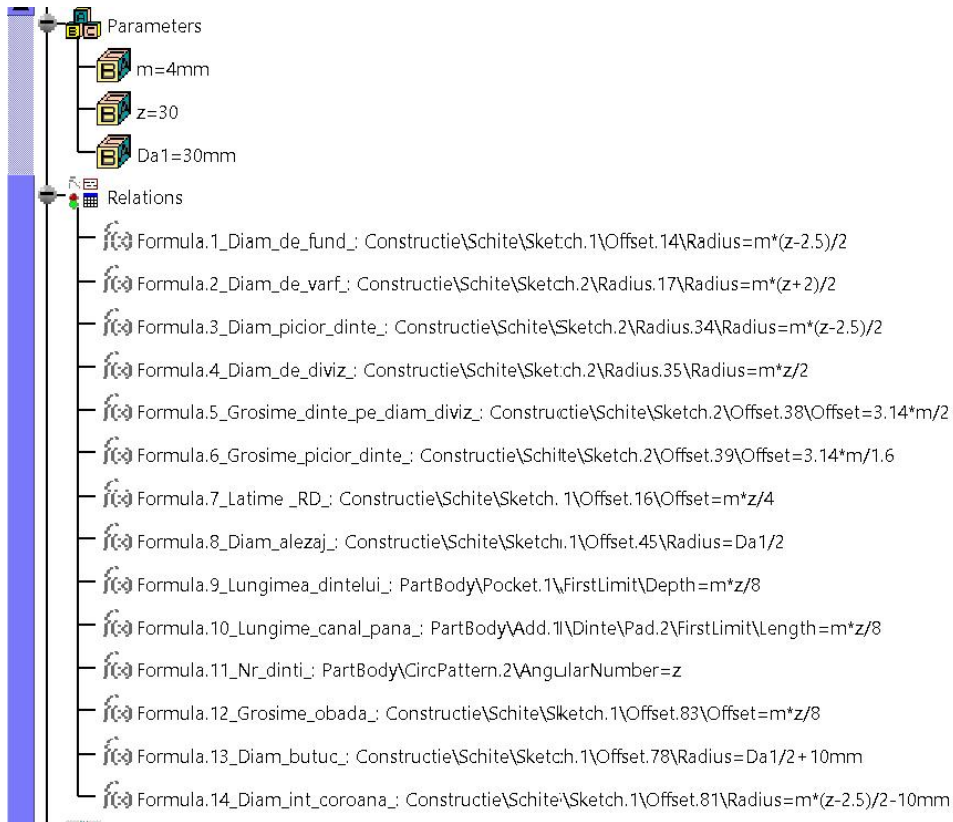 Parameters
m=4mm
z=30
Da1=30mm
Relations
f(x) Formula.1_Diam_de_fund_: Constructie\Schite\Sketch.1\Offset.14\Radius=m*(z-2.5)/2
f(x) Formula.2_Diam_de_varf_: Constructie\Schite\Sketch.2\Radius.17\Radius=m*(z+2)/2
f(x) Formula.3_Diam_picior_dinte_: Constructie\Schite\Sketch.2\Radius.34\Radius=m*(z-2.5)/2
f(x) Formula.4_Diam_de_diviz_: Constructie\Schite\Sketch.2\Radius.35\Radius=m*z/2
f(x) Formula.5_Grosime_dinte_pe_diam_diviz_: Constructie\Schite\Sketch.2\Offset.38\Offset=3.14*m/2
f(x) Formula.6_Grosime_picior_dinte_: Constructie\Schite\Sketch.2\Offset.39\Offset=3.14*m/1.6
f(x) Formula.7_Latime _RD_: Constructie\Schite\Sketch. 1\Offset.16\Offset=m*z/4
f(x) Formula.8_Diam_alezaj_: Constructie\Schite\Sketch.1\Offset.45\Radius=Da1/2
f(x) Formula.9_Lungimea_dintelui_: PartBody\Pocket.1\FirstLimit\Depth=m*z/8
f(x) Formula.10_Lungime_canal_pana_: PartBody\Add.1\Dinte\Pad.2\FirstLimit\Length=m*z/8
f(x) Formula.11_Nr_dinti_: PartBody\CircPattern.2\AngularNumber=z
f(x) Formula.12_Grosime_obada_: Constructie\Schite\Sketch.1\Offset.83\Offset=m*z/8
f(x) Formula.13_Diam_butuc_: Constructie\Schite\Sketch.1\Offset.78\Radius=Da1/2+10mm
f(x) Formula.14_Diam_int_coroana_: Constructie\Schite\Sketch.1\Offset.81\Radius=m*(z-2.5)/2-10mm